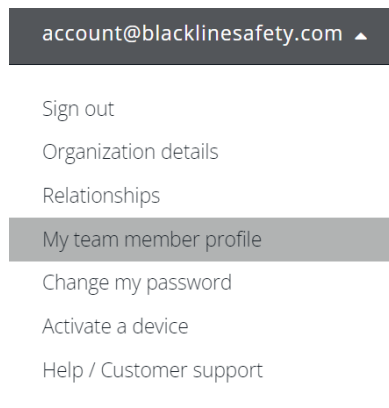 account@blacklinesafety.com
Sign out
Organization details
Relationships
My team member profile
Change my password
Activate a device
Help / Customer support